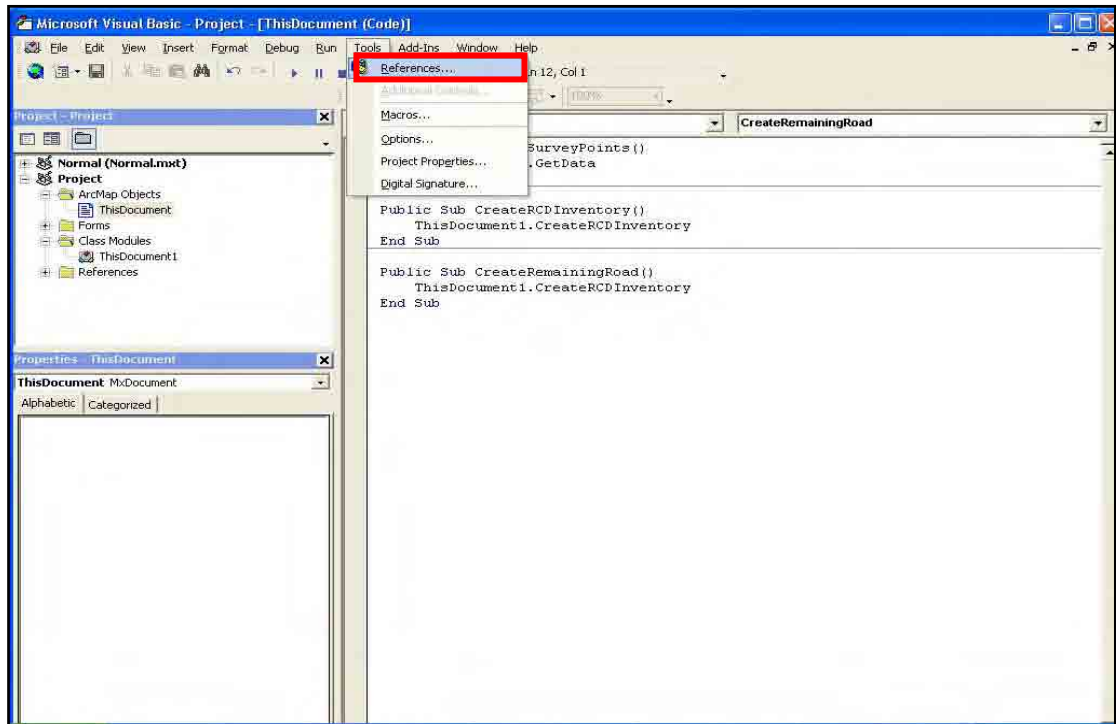 Microsoft Visual Basic - Project - [ThisDocument (Code)]
File Edit View Insert Format Debug Run Tools Add-Ins Window Help
References...
n 12, Col 1
Additional Controls...
100%
Macros...
Options...
Project Properties...
Digital Signature...
Project - Project
Normal (Normal.mxt)
Project
ArcMap Objects
ThisDocument
Forms
Class Modules
ThisDocument1
References
Properties - ThisDocument
ThisDocument MxDocument
Alphabetic Categorized
CreateRemainingRoad
SurveyPoints()
.GetData
Public Sub CreateRCDInventory()
ThisDocument1.CreateRCDInventory
End Sub
Public Sub CreateRemainingRoad()
ThisDocument1.CreateRCDInventory
End Sub